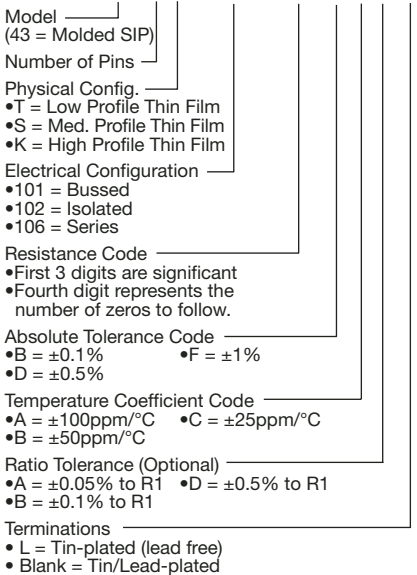 Model
(43 = Molded SIP)
Number of Pins
Physical Config.
•T = Low Profile Thin Film
•S = Med. Profile Thin Film
•K = High Profile Thin Film
Electrical Configuration
•101 = Bussed
•102 = Isolated
•106 = Series
Resistance Code
•First 3 digits are significant
•Fourth digit represents the
number of zeros to follow.
Absolute Tolerance Code
•B = ±0.1% •F = ±1%
•D = ±0.5%
Temperature Coefficient Code
•A = ±100ppm/°C •C = ±25ppm/°C
•B = ±50ppm/°C
Ratio Tolerance (Optional)
•A = ±0.05% to R1 •D = ±0.5% to R1
•B = ±0.1% to R1
Terminations
• L = Tin-plated (lead free)
• Blank = Tin/Lead-plated